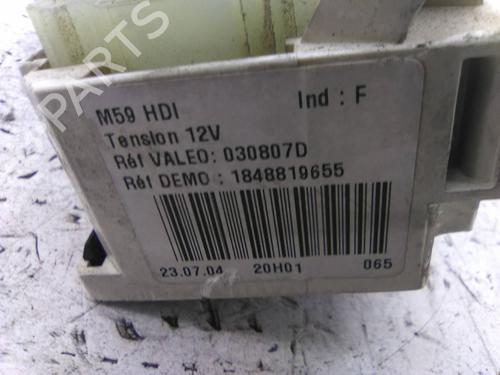 M59 HDI Ind : F
Tension 12V
Réf VALEO: 030807D
Réf DEMO : 1848819655
23.07.04 20H01 065
PARTS